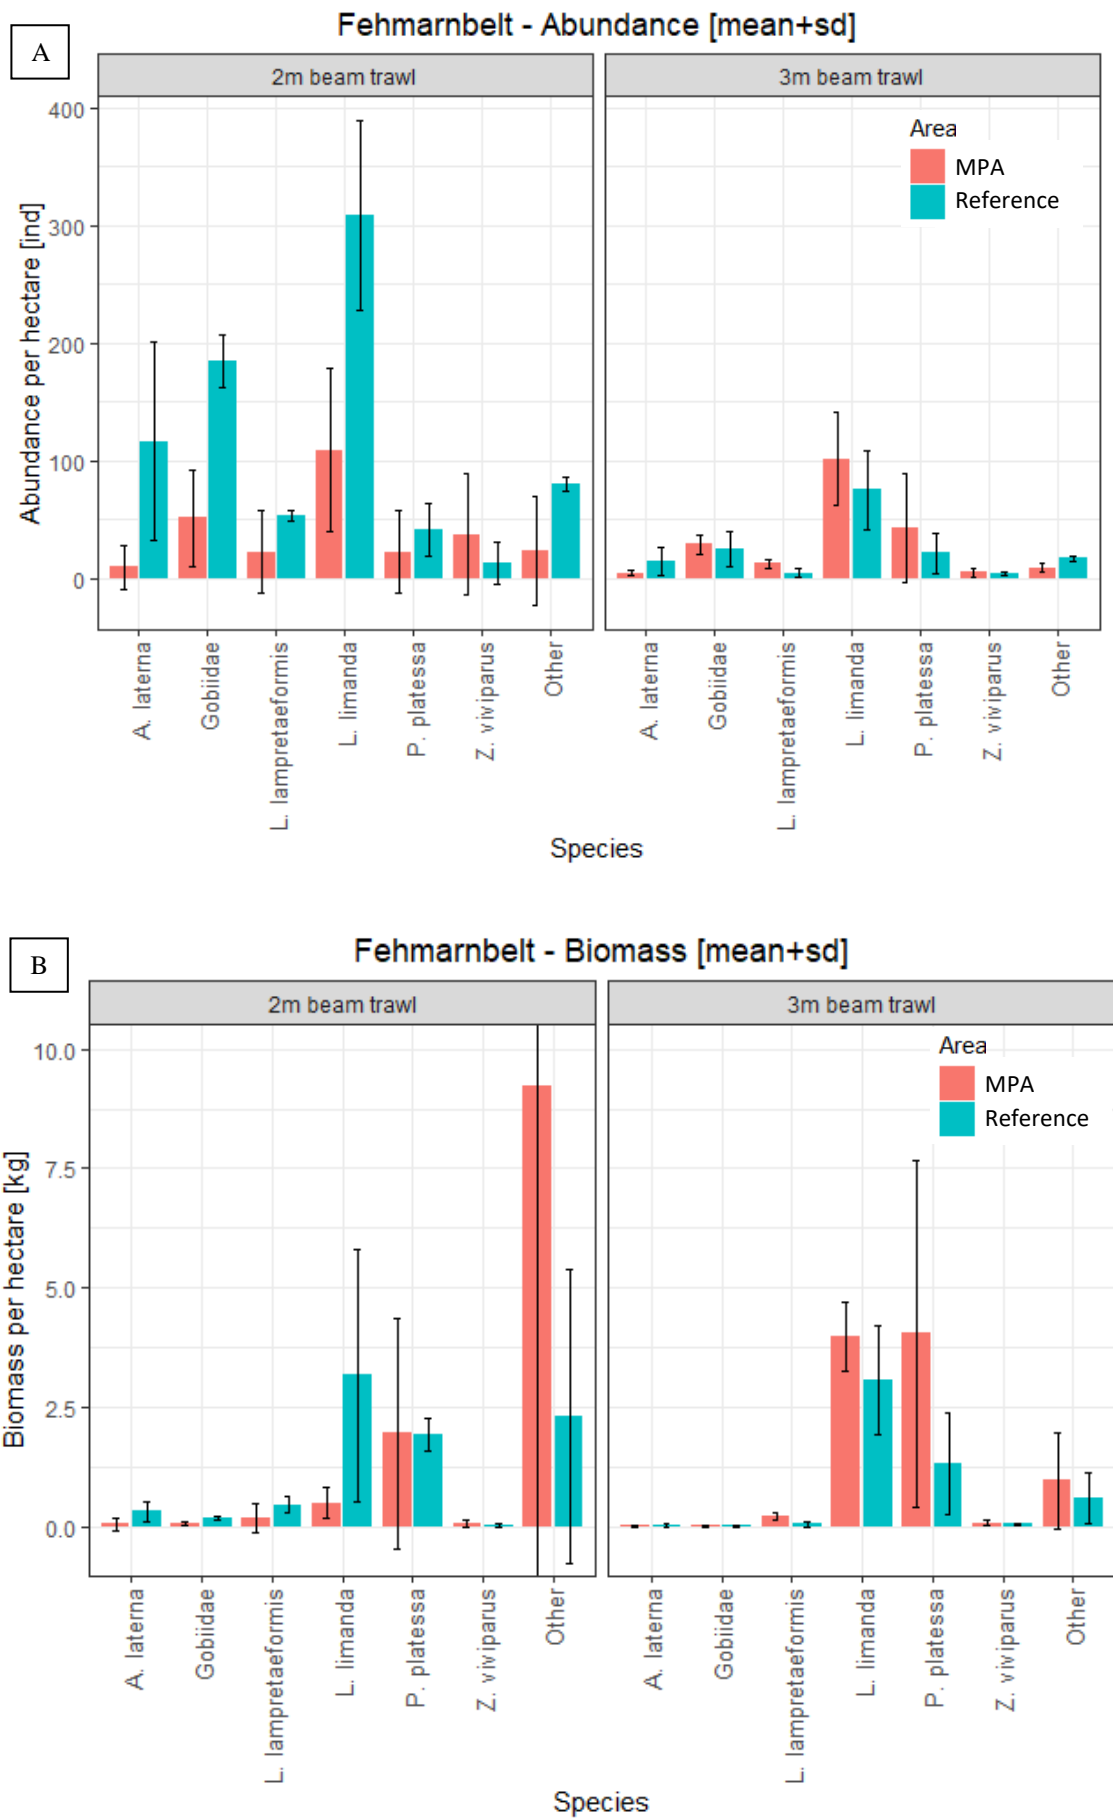 A
Fehmarnbelt - Abundance [mean+sd]
2m beam trawl
3m beam trawl
Abundance per hectare [ind]
400
300
200
100
0
Area
MPA
Reference
A. laterna
Gobiidae
L. lampretaeformis
L. limanda
P. platessa
Z. viviparus
Other
A. laterna
Gobiidae
L. lampretaeformis
L. limanda
P. platessa
Z. viviparus
Other
Species
B
Fehmarnbelt - Biomass [mean+sd]
2m beam trawl
3m beam trawl
Biomass per hectare [kg]
10.0
7.5
5.0
2.5
0.0
Area
MPA
Reference
A. laterna
Gobiidae
L. lampretaeformis
L. limanda
P. platessa
Z. viviparus
Other
A. laterna
Gobiidae
L. lampretaeformis
L. limanda
P. platessa
Z. viviparus
Other
Species